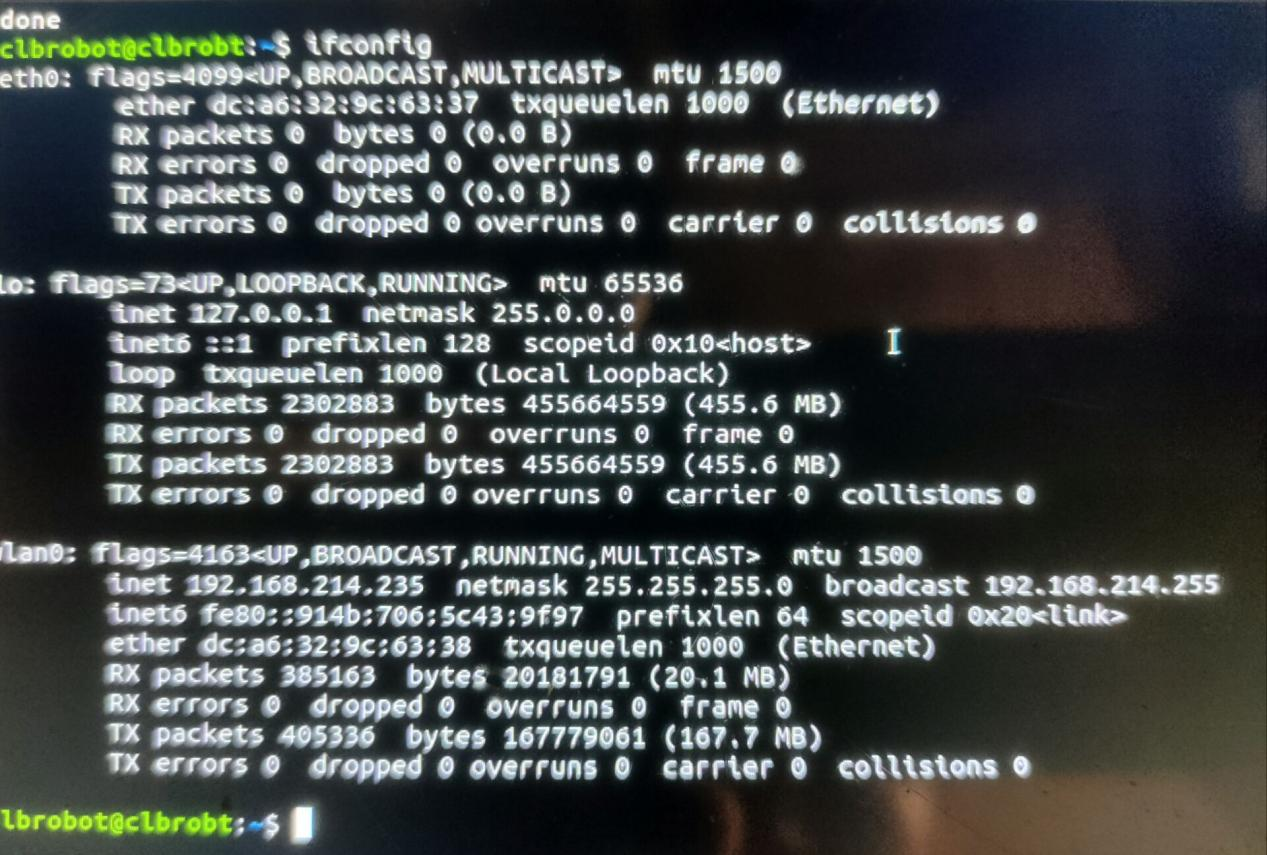 done
clbrobot@clbrobt:~$ ifconfig
eth0: flags=4099<UP,BROADCAST,MULTICAST>  mtu 1500
ether dc:a6:32:9c:63:37  txqueuelen 1000  (Ethernet)
RX packets 0  bytes 0 (0.0 B)
RX errors 0  dropped 0  overruns 0  frame 0
TX packets 0  bytes 0 (0.0 B)
TX errors 0  dropped 0 overruns 0  carrier 0  collisions 0
lo: flags=73<UP,LOOPBACK,RUNNING>  mtu 65536
inet 127.0.0.1  netmask 255.0.0.0
inet6 ::1  prefixlen 128  scopeid 0x10<host>
loop  txqueuelen 1000  (Local Loopback)
RX packets 2302883  bytes 455664559 (455.6 MB)
RX errors 0  dropped 0  overruns 0  frame 0
TX packets 2302883  bytes 455664559 (455.6 MB)
TX errors 0  dropped 0 overruns 0  carrier 0  collisions 0
wlan0: flags=4163<UP,BROADCAST,RUNNING,MULTICAST>  mtu 1500
inet 192.168.214.235  netmask 255.255.255.0  broadcast 192.168.214.255
inet6 fe80::914b:706:5c43:9f97  prefixlen 64  scopeid 0x20<link>
ether dc:a6:32:9c:63:38  txqueuelen 1000  (Ethernet)
RX packets 385163  bytes 20181791 (20.1 MB)
RX errors 0  dropped 0  overruns 0  frame 0
TX packets 405336  bytes 167779061 (167.7 MB)
TX errors 0  dropped 0 overruns 0  carrier 0  collisions 0
lbrobot@clbrobt:~$